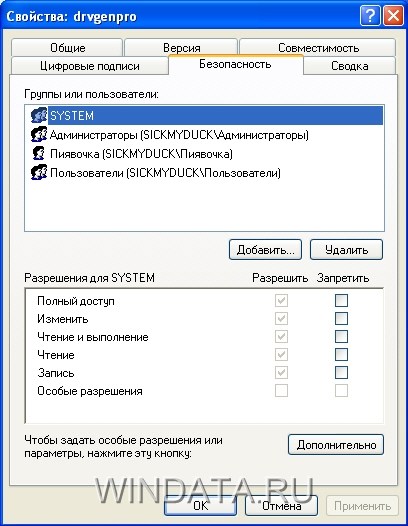 Свойства: drvgenpro
Общие Версия Совместимость
Цифровые подписи Безопасность Сводка
Группы или пользователи:
SYSTEM
Администраторы (SICKMYDUCK\Администраторы)
Пиявочка (SICKMYDUCK\Пиявочка)
Пользователи (SICKMYDUCK\Пользователи)
Добавить... Удалить
Разрешения для SYSTEM Разрешить Запретить
Полный доступ
Изменить
Чтение и выполнение
Чтение
Запись
Особые разрешения
Чтобы задать особые разрешения или
параметры, нажмите эту кнопку:
Дополнительно
WINDATA.RU
OK Отмена Применить